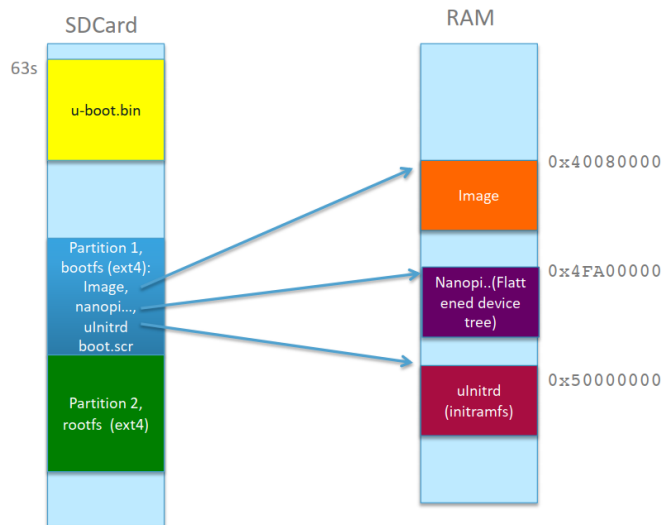 SDCard
63s
u-boot.bin
Partition 1,
bootfs (ext4):
Image,
nanopi...,
uInitrd
boot.scr
Partition 2,
rootfs (ext4)
RAM
0x40080000
Image
0x4FA00000
Nanopi..(Flatt
ened device
tree)
0x50000000
uInitrd
(initramfs)